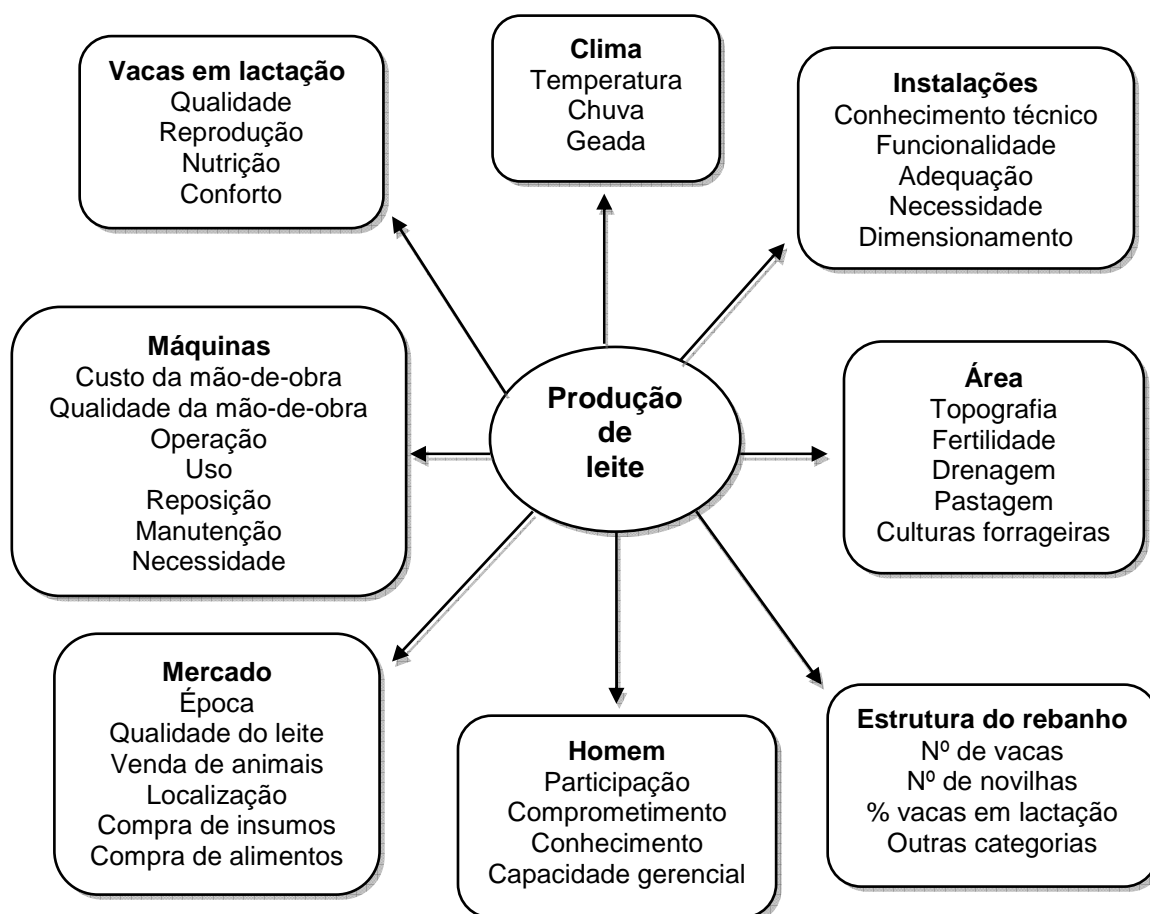 Vacas em lactação
Qualidade
Reprodução
Nutrição
Conforto
Clima
Temperatura
Chuva
Geada
Instalações
Conhecimento técnico
Funcionalidade
Adequação
Necessidade
Dimensionamento
Máquinas
Custo da mão-de-obra
Qualidade da mão-de-obra
Operação
Uso
Reposição
Manutenção
Necessidade
Produção
de
leite
Área
Topografia
Fertilidade
Drenagem
Pastagem
Culturas forrageiras
Mercado
Época
Qualidade do leite
Venda de animais
Localização
Compra de insumos
Compra de alimentos
Homem
Participação
Comprometimento
Conhecimento
Capacidade gerencial
Estrutura do rebanho
Nº de vacas
Nº de novilhas
% vacas em lactação
Outras categorias